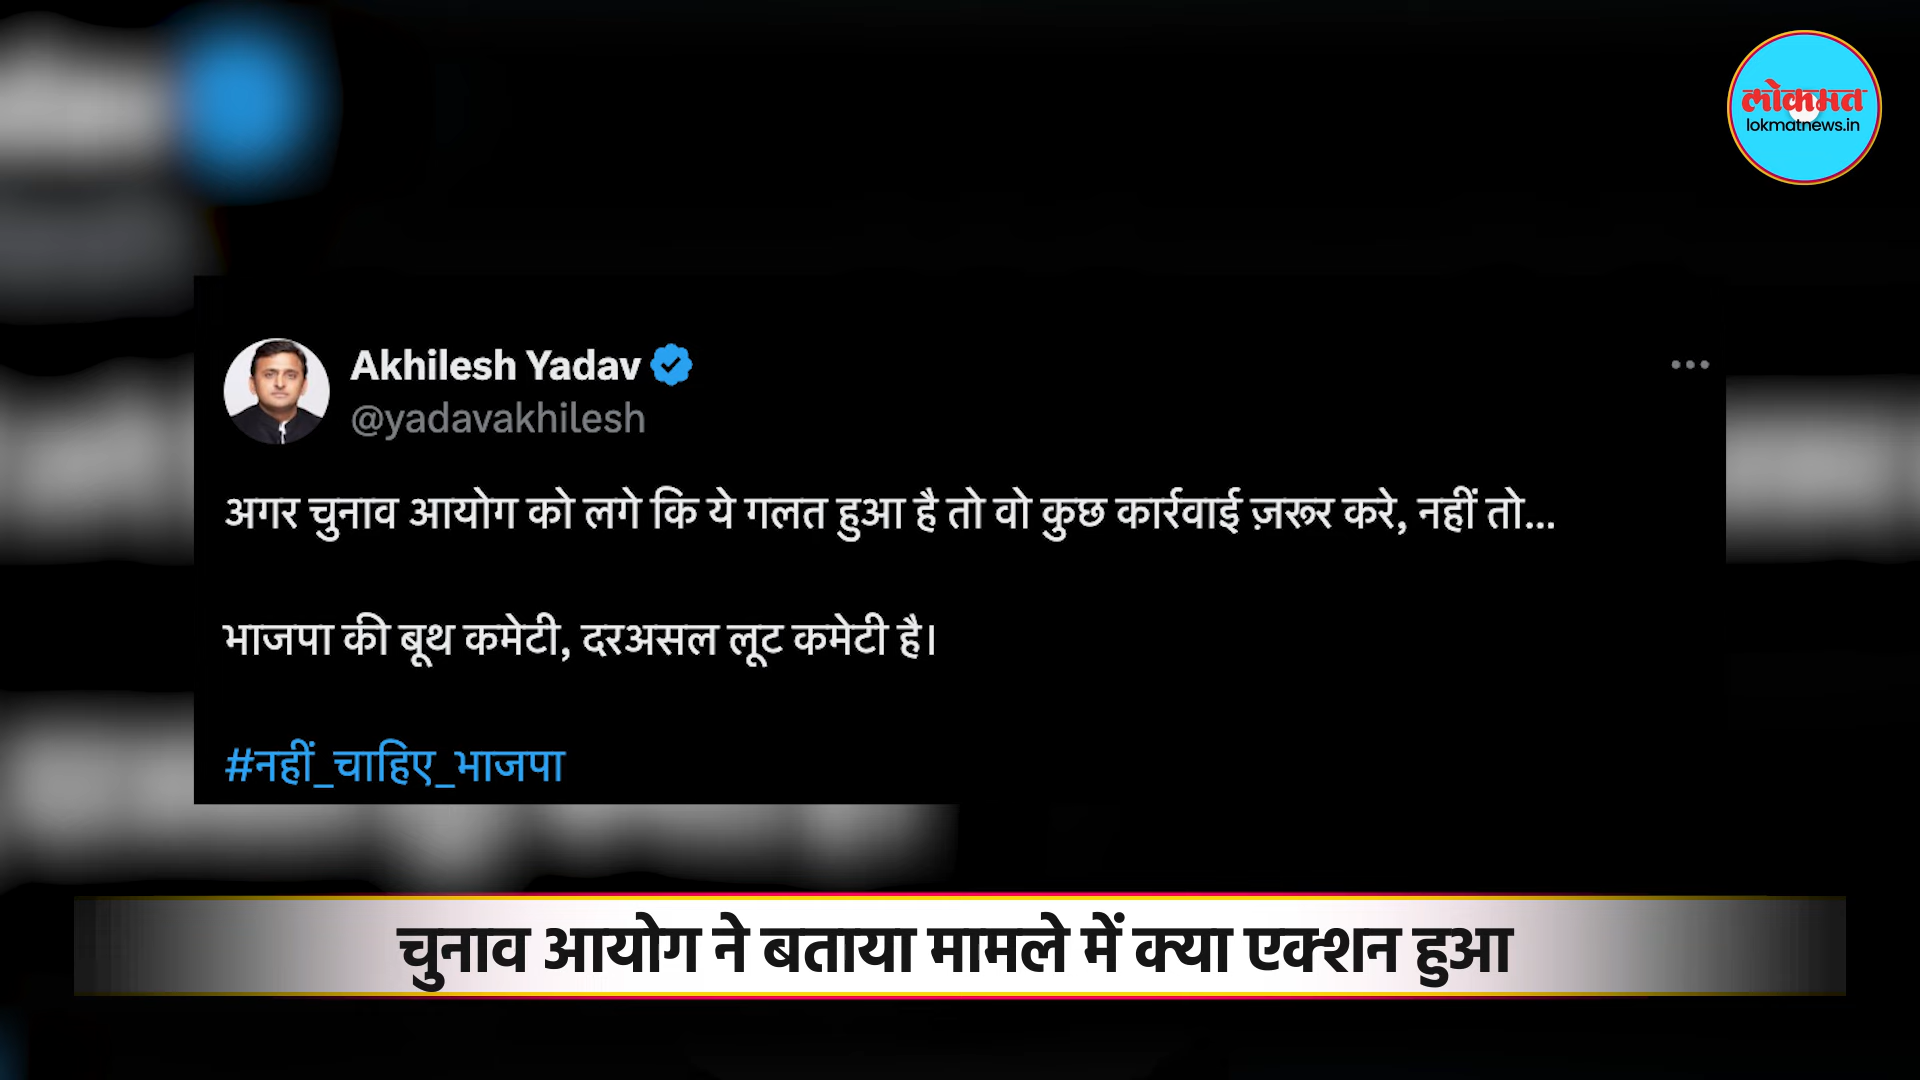 लोकमत
lokmatnews.in
Akhilesh Yadav
@yadavakhilesh
अगर चुनाव आयोग को लगे कि ये गलत हुआ है तो वो कुछ कार्रवाई ज़रूर करे, नहीं तो...
भाजपा की बूथ कमेटी, दरअसल लूट कमेटी है।
#नहीं_चाहिए_भाजपा
चुनाव आयोग ने बताया मामले में क्या एक्शन हुआ